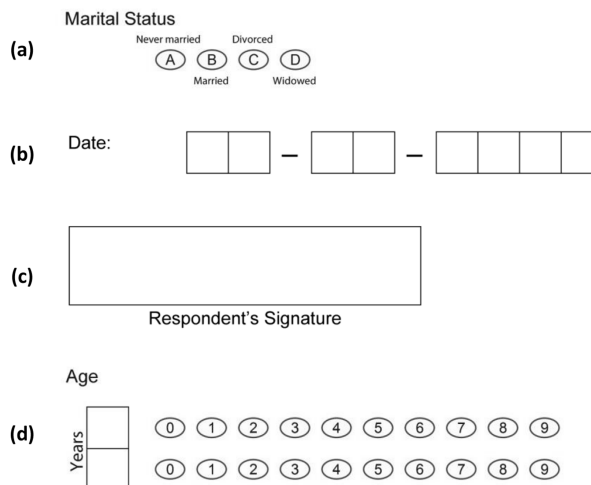 Marital Status
Never married Divorced
(a) A B C D
Married Widowed
(b) Date: – –
(c)
Respondent's Signature
Age
(d) Years
0 1 2 3 4 5 6 7 8 9
0 1 2 3 4 5 6 7 8 9